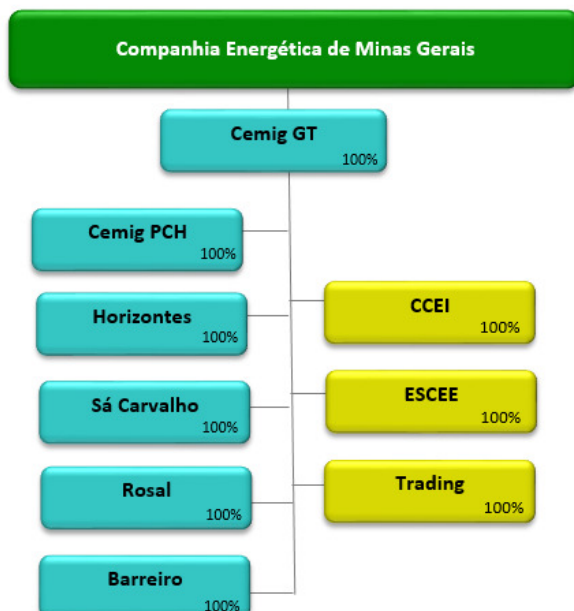 Companhia Energética de Minas Gerais
Cemig GT
100%
Cemig PCH
100%
Horizontes
100%
CCEI
100%
Sá Carvalho
100%
ESCEE
100%
Rosal
100%
Trading
100%
Barreiro
100%